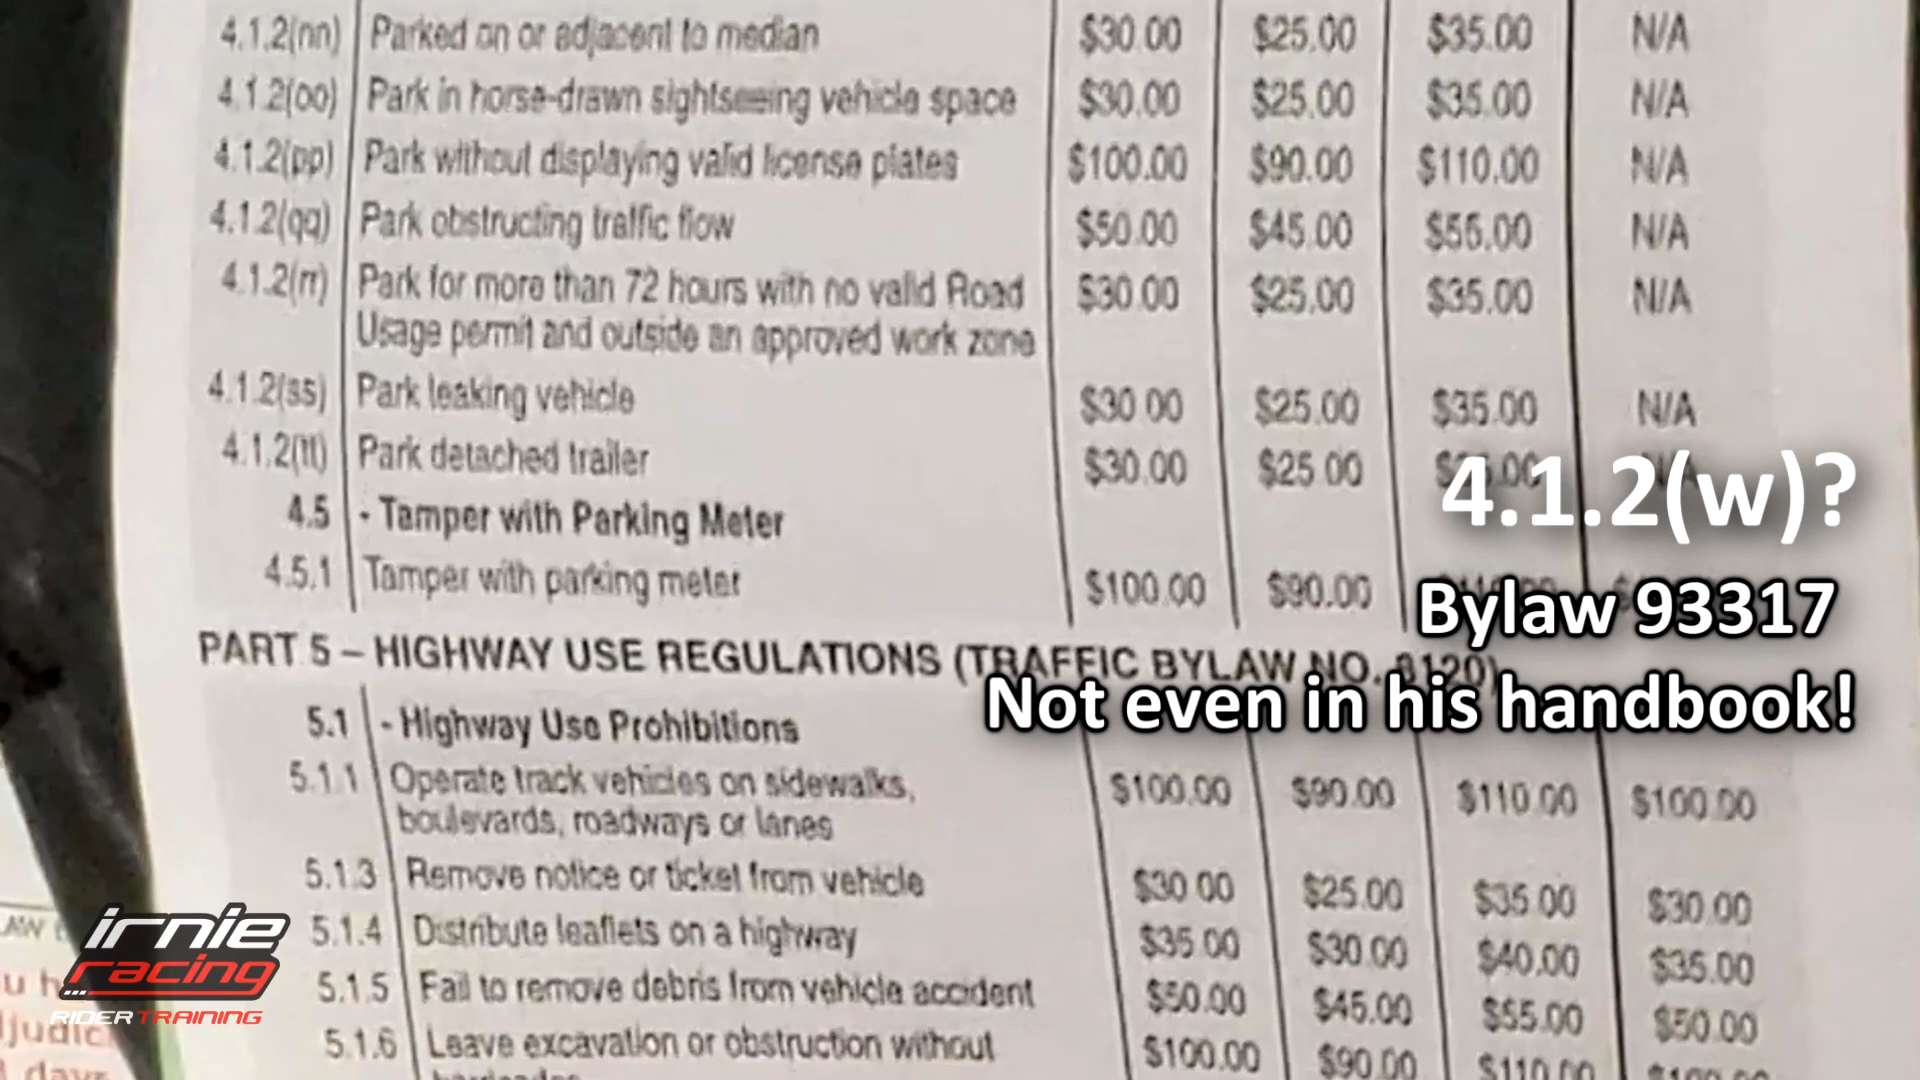 4.1.2(nn) Parked on or adjacent to median $30.00 $25.00 $35.00 N/A
4.1.2(oo) Park in horse-drawn sightseeing vehicle space $30.00 $25.00 $35.00 N/A
4.1.2(pp) Park without displaying valid license plates $100.00 $90.00 $110.00 N/A
4.1.2(qq) Park obstructing traffic flow $50.00 $45.00 $55.00 N/A
4.1.2(rr) Park for more than 72 hours with no valid Road $30.00 $25.00 $35.00 N/A
Usage permit and outside an approved work zone
4.1.2(ss) Park leaking vehicle $30.00 $25.00 $35.00 N/A
4.1.2(tt) Park detached trailer $30.00 $25.00
4.1.2(w)?
4.5 - Tamper with Parking Meter
4.5.1 Tamper with parking meter $100.00 $90.00
Bylaw 93317
PART 5 – HIGHWAY USE REGULATIONS (TRAFFIC BYLAW NO. 8120)
Not even in his handbook!
5.1 - Highway Use Prohibitions
5.1.1 Operate track vehicles on sidewalks, $100.00 $90.00 $110.00 $100.00
boulevards, roadways or lanes
5.1.3 Remove notice or ticket from vehicle $30.00 $25.00 $35.00 $30.00
5.1.4 Distribute leaflets on a highway $35.00 $30.00 $40.00 $35.00
5.1.5 Fail to remove debris from vehicle accident $50.00 $45.00 $55.00 $50.00
5.1.6 Leave excavation or obstruction without $100.00 $90.00 $110.00 $100.00
irnie
racing
RIDER TRAINING